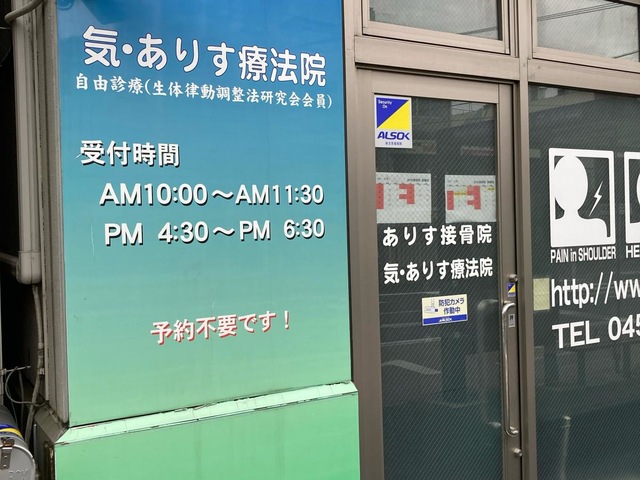 気・ありす療法院
自由診療(生体律動調整法研究会会員)
受付時間
AM10:00～AM11:30
PM 4:30～PM 6:30
予約不要です！
Security
On
ALSOK
ありす接骨院
気・ありす療法院
防犯カメラ
作動中
PAIN in SHOULDER
HE
http://ww
TEL 045